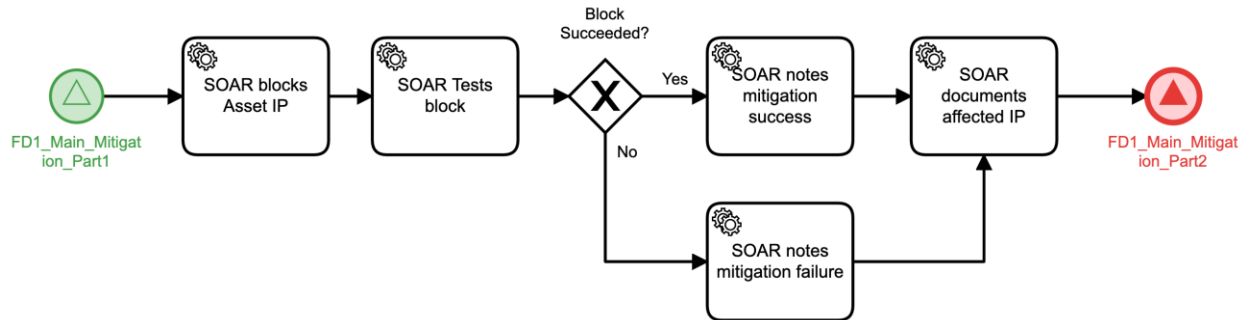 Block
Succeeded?
SOAR blocks
Asset IP
SOAR Tests
block
Yes
SOAR notes
mitigation
success
SOAR
documents
affected IP
FD1_Main_Mitigat
ion_Part1
No
FD1_Main_Mitigat
ion_Part2
SOAR notes
mitigation failure